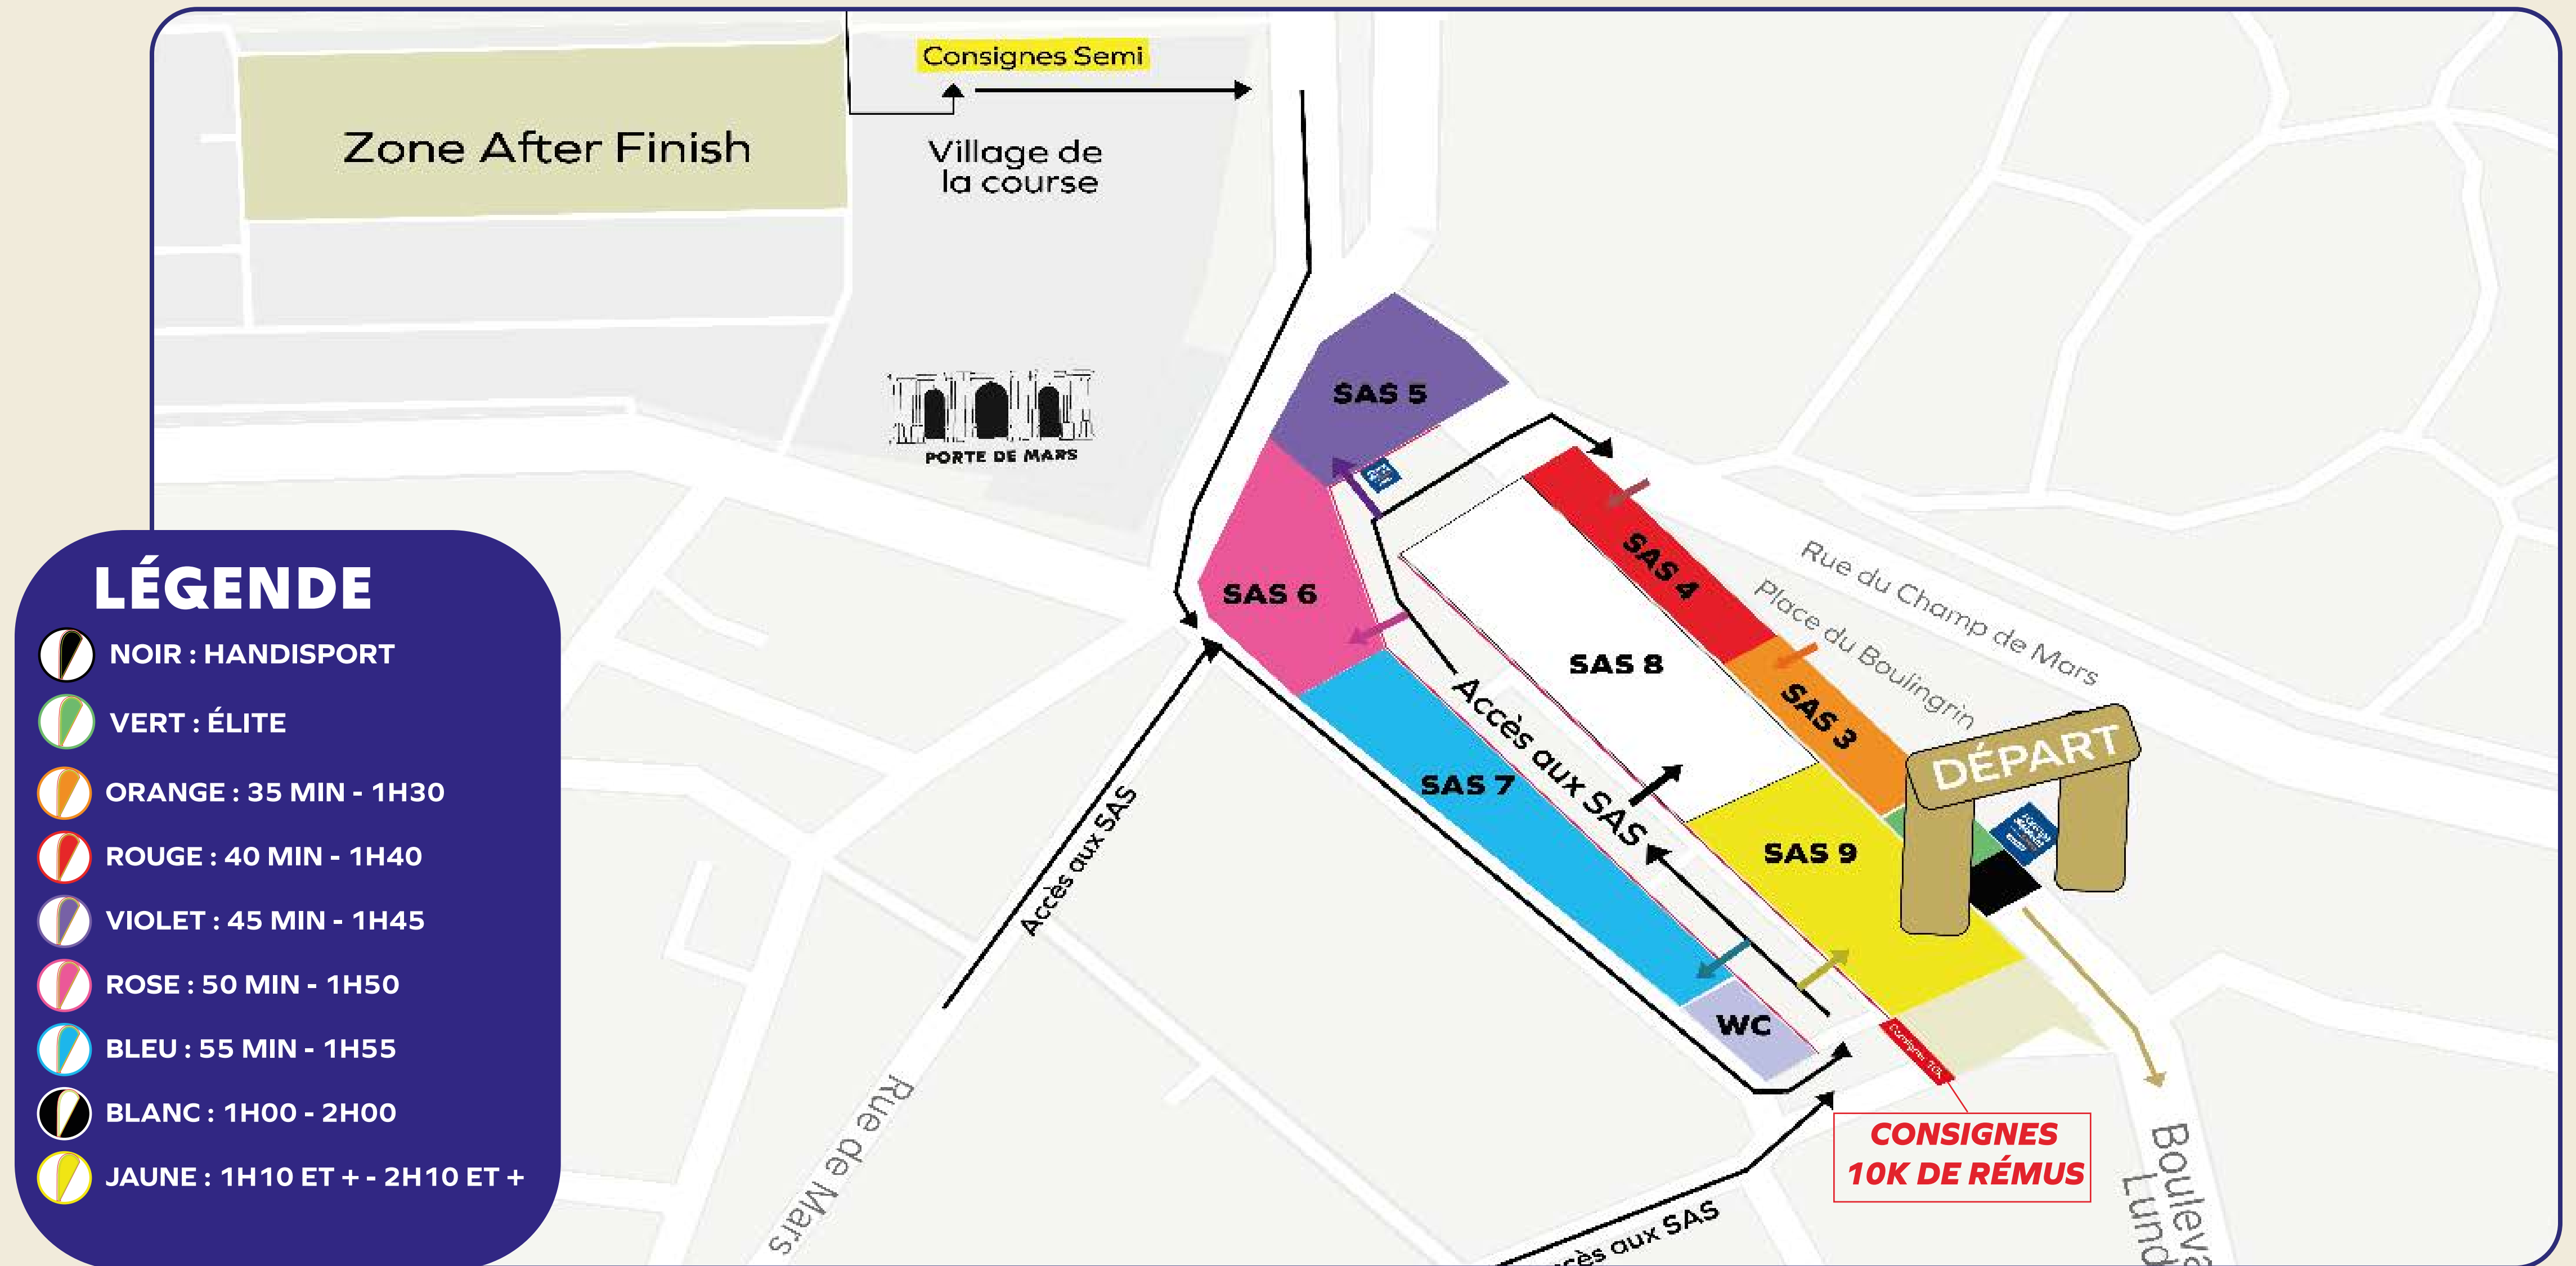 Consignes Semi
Zone After Finish
Village de
la course
PORTE DE MARS
SAS 5
SAS 6
SAS 4
SAS 8
SAS 3
SAS 7
SAS 9
WC
Rue du Champ de Mars
Place du Boulingrin
DÉPART
Accès aux SAS
Accès aux SAS
Rue de Mars
aux SAS
Consignes 10K
CONSIGNES
10K DE RÉMUS
LÉGENDE
NOIR : HANDISPORT
VERT : ÉLITE
ORANGE : 35 MIN - 1H30
ROUGE : 40 MIN - 1H40
VIOLET : 45 MIN - 1H45
ROSE : 50 MIN - 1H50
BLEU : 55 MIN - 1H55
BLANC : 1H00 - 2H00
JAUNE : 1H10 ET + - 2H10 ET +